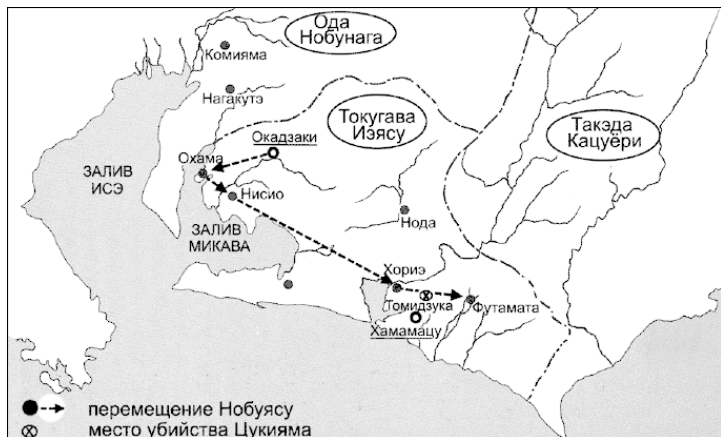 Ода
Нобунага
Комияма
Нагакутэ
Токугава
Иэясу
Такэда
Кацуёри
Окадзаки
Охама
ЗАЛИВ
ИСЭ
Нисио
ЗАЛИВ
МИКАВА
Нода
Хориэ
Томидзука
Футамата
Хамамацу
перемещение Нобуясу
место убийства Цукияма